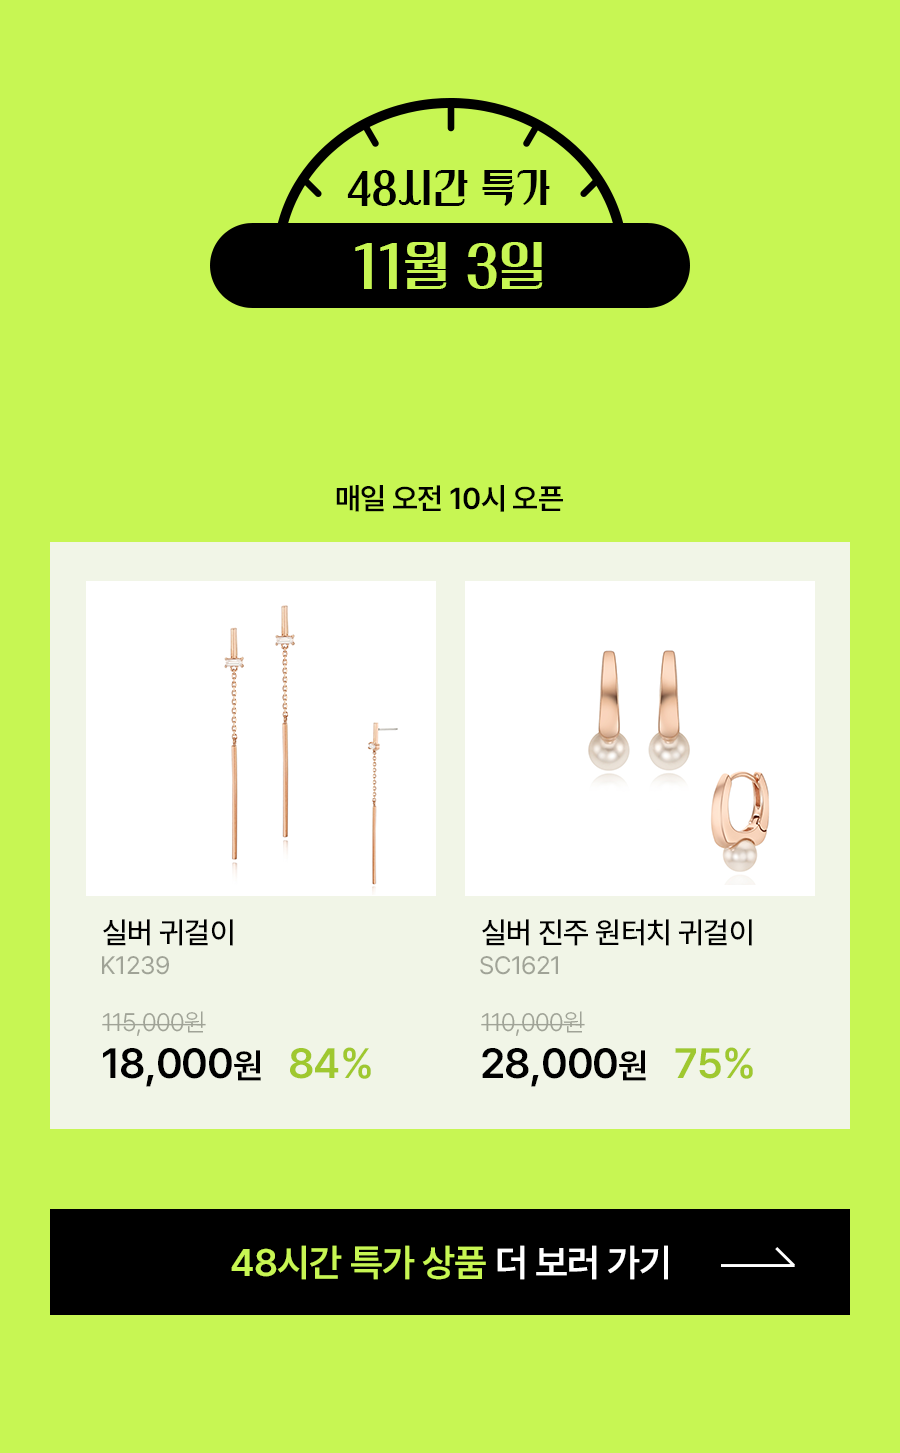 48시간 특가
11월 3일
매일 오전 10시 오픈
실버 귀걸이
K1239
115,000원
18,000원 84%
실버 진주 원터치 귀걸이
SC1621
110,000원
28,000원 75%
48시간 특가 상품 더 보러 가기